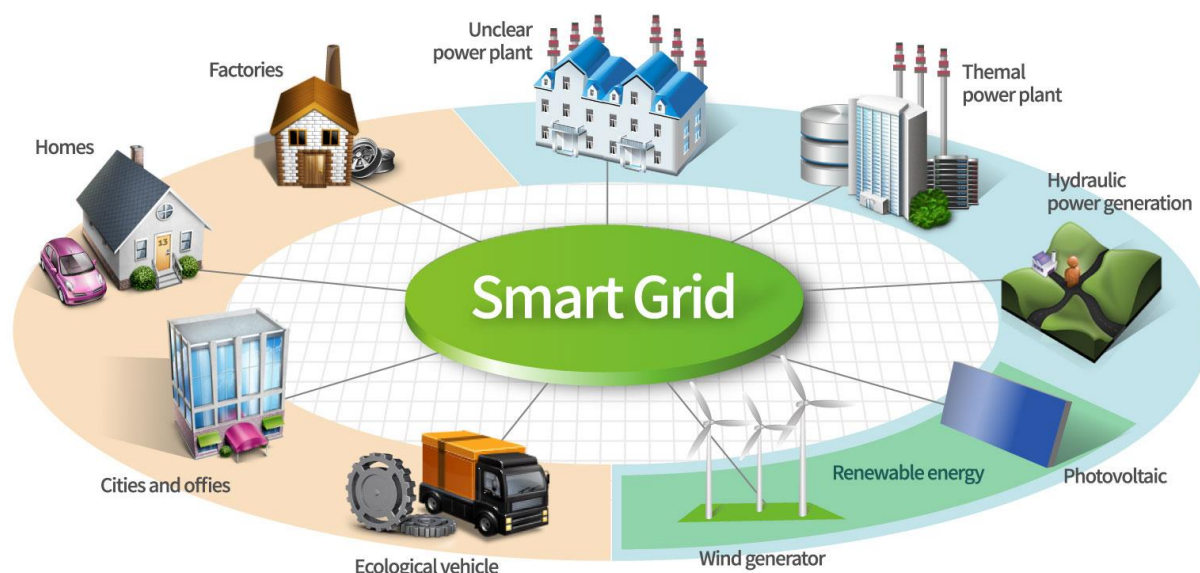 Unclear
power plant
Factories
Themal
power plant
Homes
Hydraulic
power generation
13
Smart Grid
Renewable energy
Photovoltaic
Cities and offies
Wind generator
Ecological vehicle